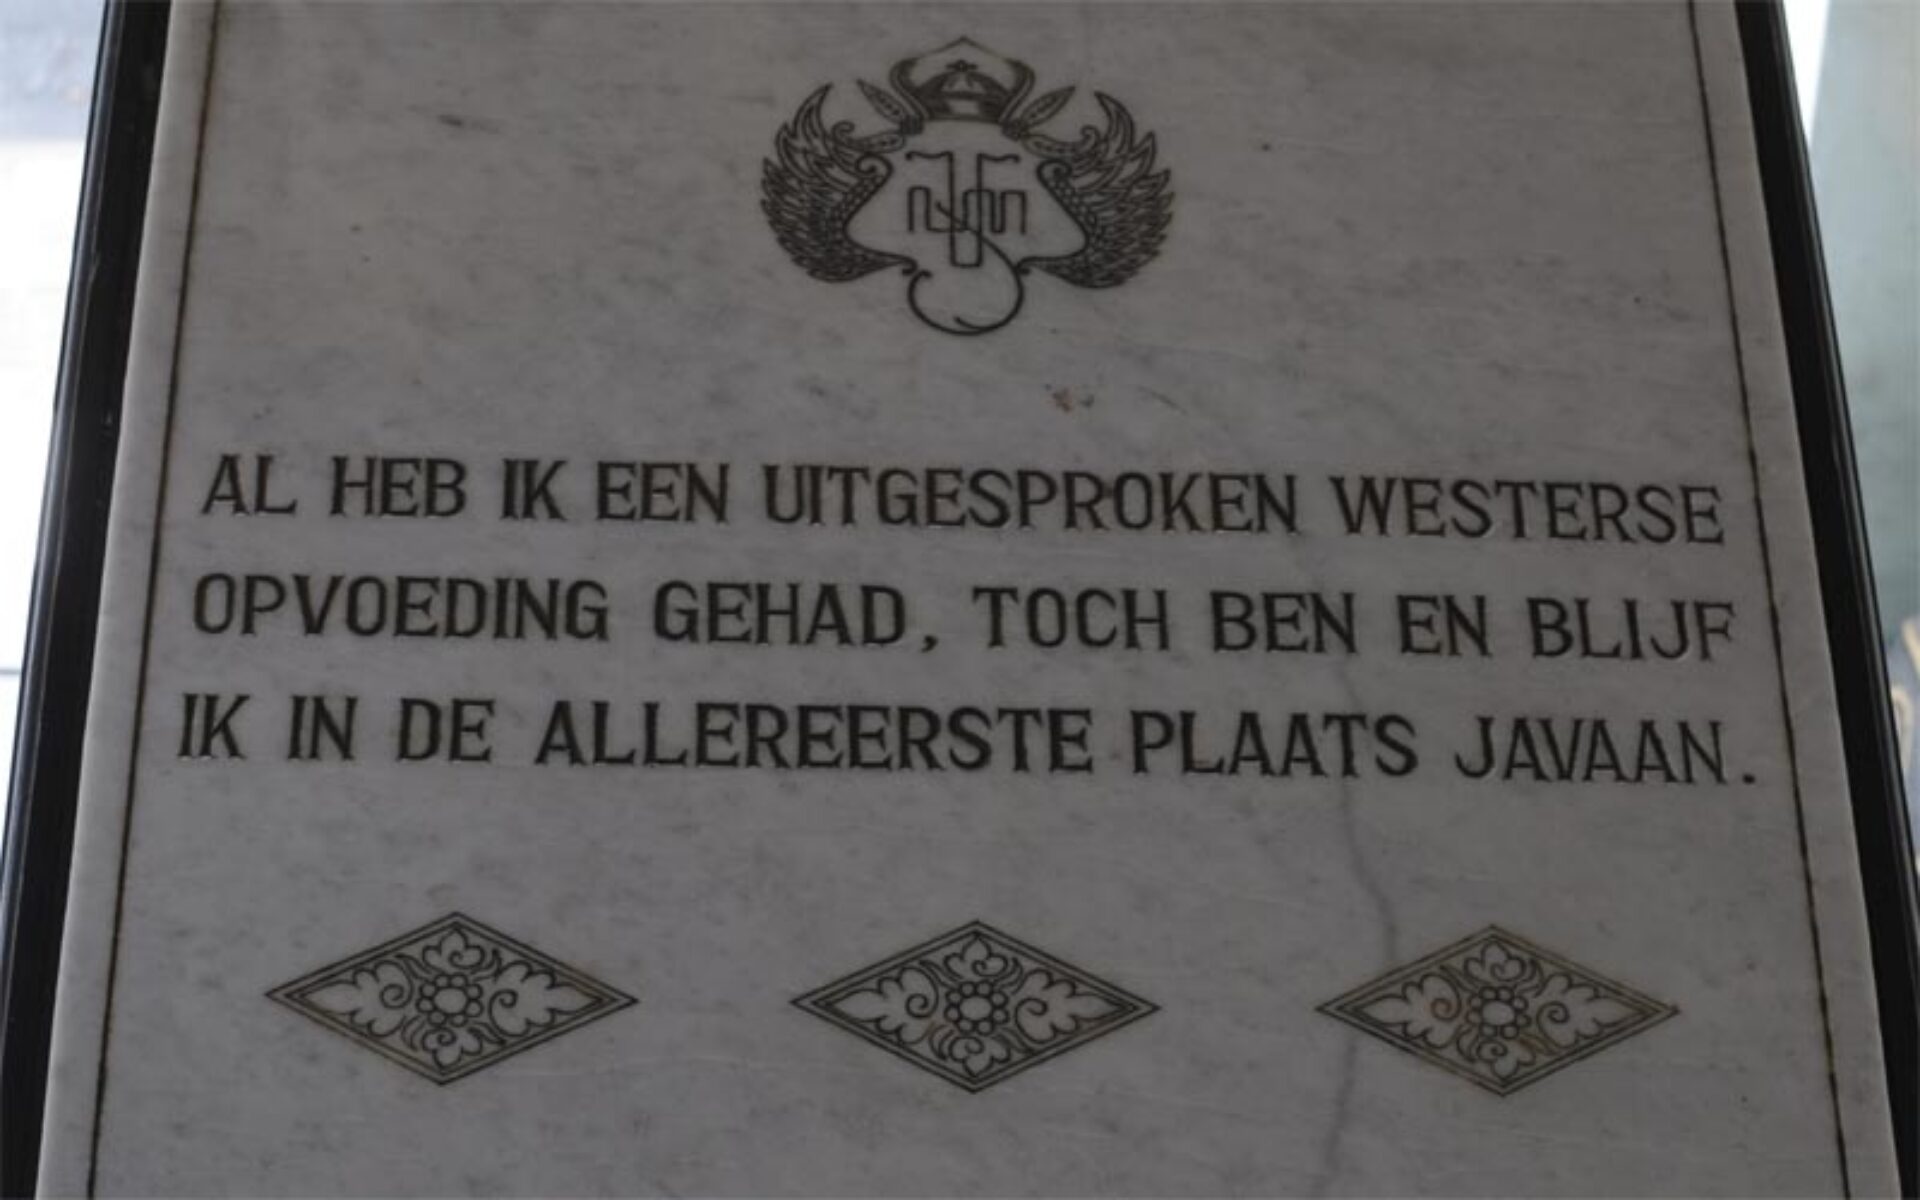 AL HEB IK EEN UITGESPROKEN WESTERSE
OPVOEDING GEHAD, TOCH BEN EN BLIJF
IK IN DE ALLEREERSTE PLAATS JAVAAN.